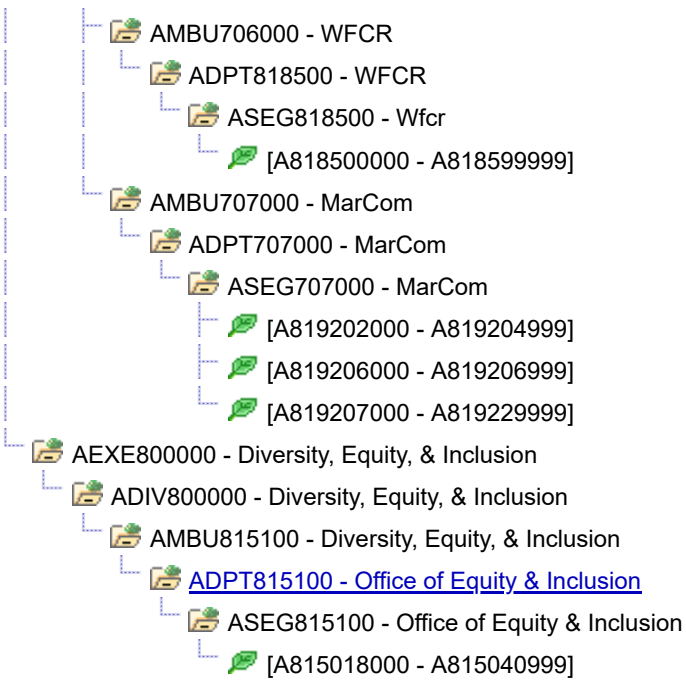 AMBU706000 - WFCR
ADPT818500 - WFCR
ASEG818500 - Wfcr
[A818500000 - A818599999]
AMBU707000 - MarCom
ADPT707000 - MarCom
ASEG707000 - MarCom
[A819202000 - A819204999]
[A819206000 - A819206999]
[A819207000 - A819229999]
AEXE800000 - Diversity, Equity, & Inclusion
ADIV800000 - Diversity, Equity, & Inclusion
AMBU815100 - Diversity, Equity, & Inclusion
ADPT815100 - Office of Equity & Inclusion
ASEG815100 - Office of Equity & Inclusion
[A815018000 - A815040999]